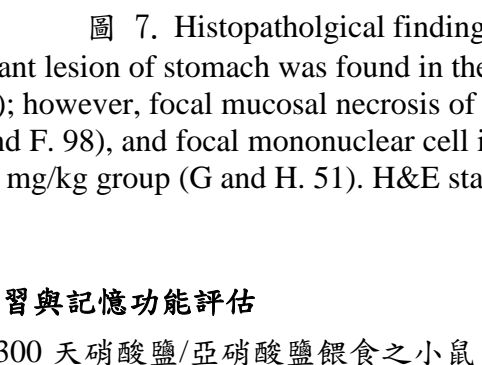 圖 7. Histopatholgical finding
ant lesion of stomach was found in the
); however, focal mucosal necrosis of
nd F. 98), and focal mononuclear cell i
mg/kg group (G and H. 51). H&E sta
習與記憶功能評估
300 天硝酸鹽/亞硝酸鹽餵食之小鼠